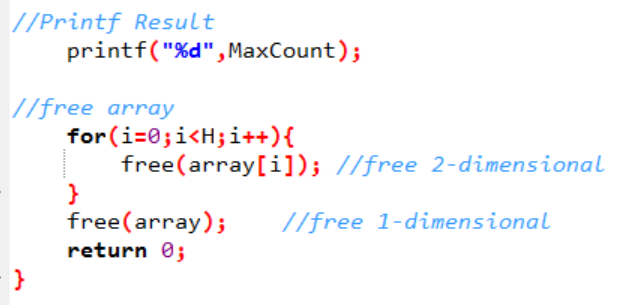 //Printf Result
printf("%d",MaxCount);
//free array
for(i=0;i<H;i++){
free(array[i]); //free 2-dimensional
}
free(array); //free 1-dimensional
return 0;
}